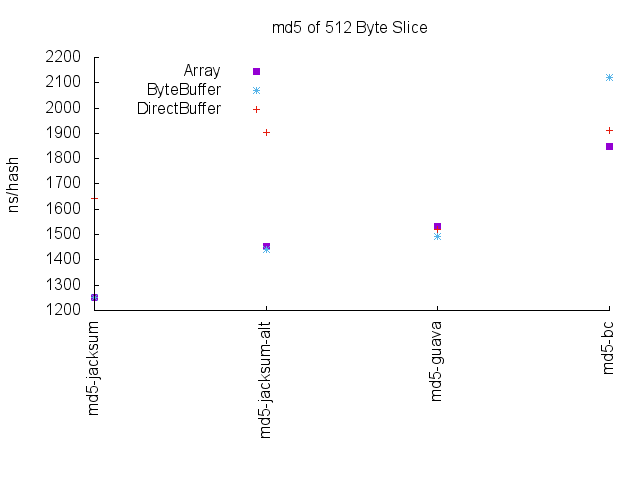 md5 of 512 Byte Slice
2200
2100
2000
1900
1800
1700
1600
1500
1400
1300
1200
ns/hash
Array
ByteBuffer
DirectBuffer
md5-jacksum
md5-jacksum-alt
md5-guava
md5-bc